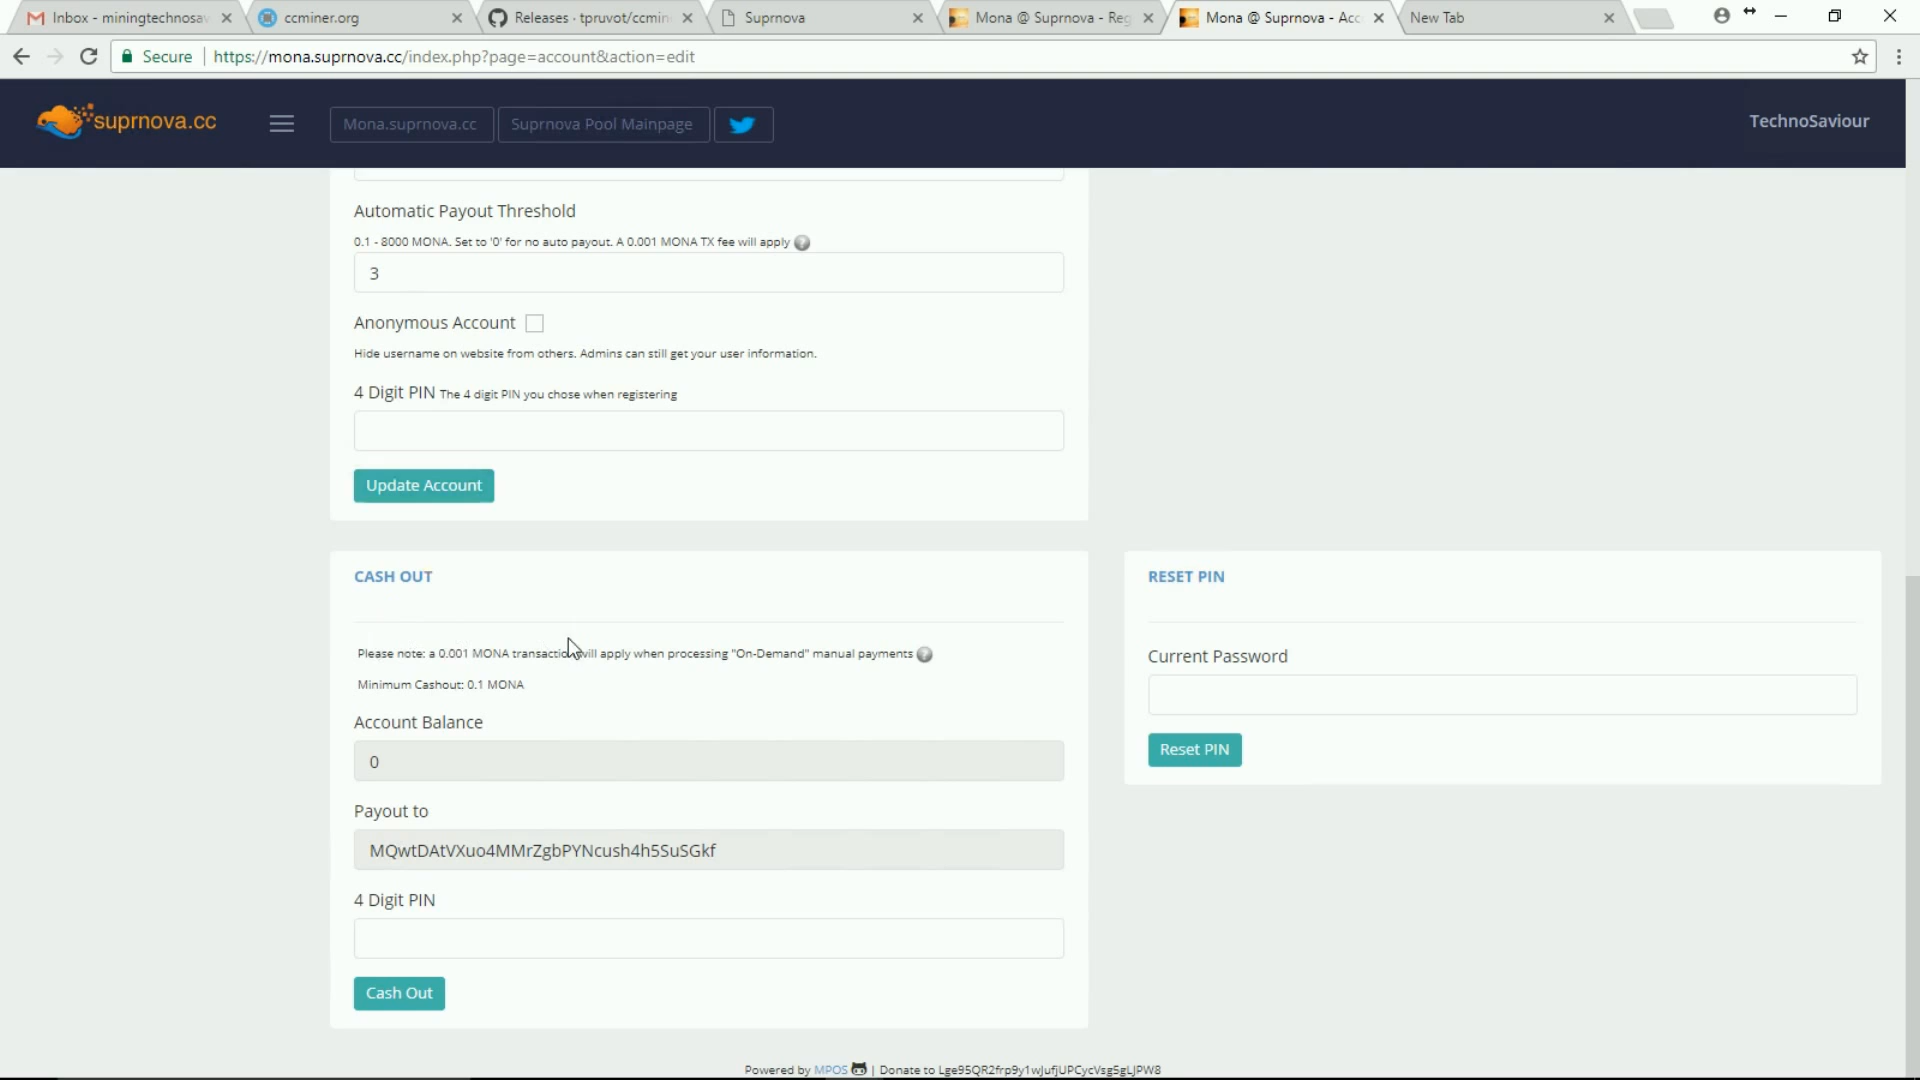 Inbox - miningtechnosav
ccminer.org
Releases · tpruvot/ccmin
Suprnova
Mona @ Suprnova - Reg
Mona @ Suprnova - Acc
New Tab
Secure
https://mona.suprnova.cc/index.php?page=account&action=edit
suprnova.cc
Mona.suprnova.cc
Suprnova Pool Mainpage
TechnoSaviour
Automatic Payout Threshold
0.1 - 8000 MONA. Set to '0' for no auto payout. A 0.001 MONA TX fee will apply ?
3
Anonymous Account
Hide username on website from others. Admins can still get your user information.
4 Digit PIN The 4 digit PIN you chose when registering
Update Account
CASH OUT
Please note: a 0.001 MONA transaction will apply when processing "On-Demand" manual payments ?
Minimum Cashout: 0.1 MONA
Account Balance
0
Payout to
MQwtDAtVXuo4MMrZgbPYNcush4h5SuSGkf
4 Digit PIN
Cash Out
RESET PIN
Current Password
Reset PIN
Powered by MPOS | Donate to Lge95QR2frp9y1wJufjUPCycVsg5gLJPW8